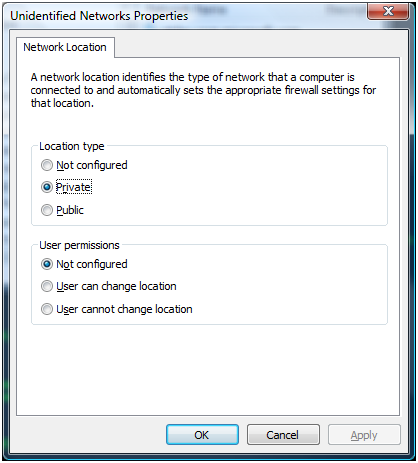 Unidentified Networks Properties
Network Location
A network location identifies the type of network that a computer is
connected to and automatically sets the appropriate firewall settings for
that location.
Location type
Not configured
Private
Public
User permissions
Not configured
User can change location
User cannot change location
OK
Cancel
Apply